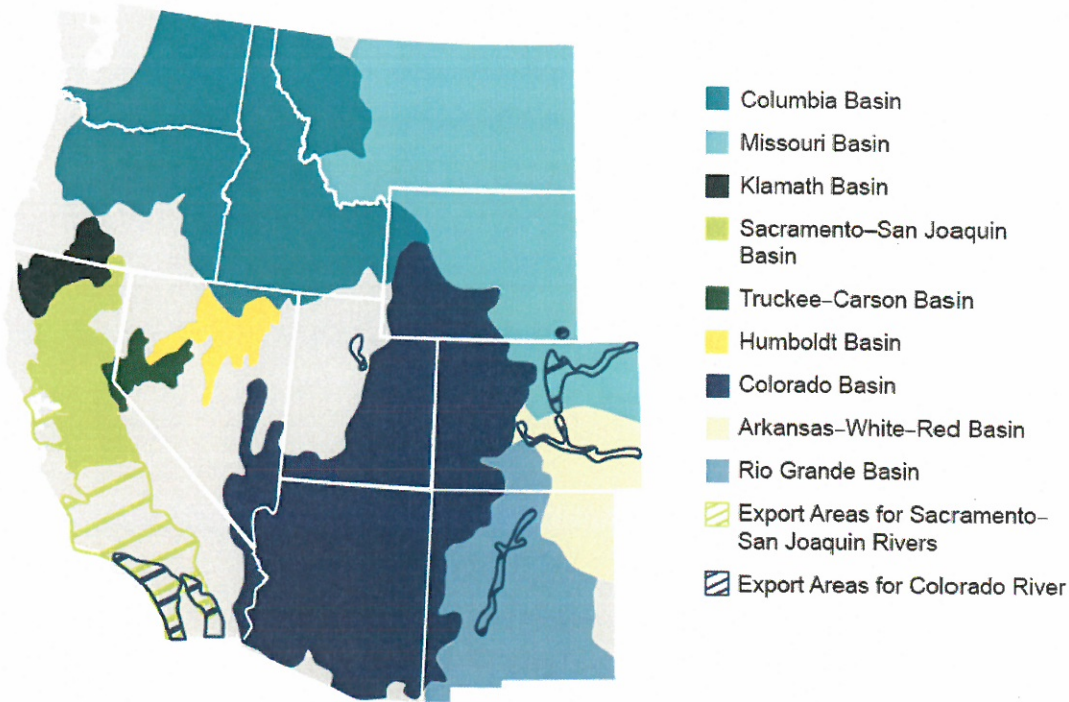 Columbia Basin
Missouri Basin
Klamath Basin
Sacramento–San Joaquin
Basin
Truckee–Carson Basin
Humboldt Basin
Colorado Basin
Arkansas–White–Red Basin
Rio Grande Basin
Export Areas for Sacramento–
San Joaquin Rivers
Export Areas for Colorado River